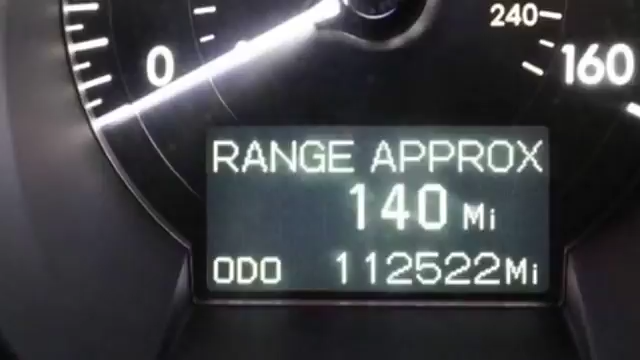 240
0
160
RANGE APPROX
140 Mi
ODO 112522Mi